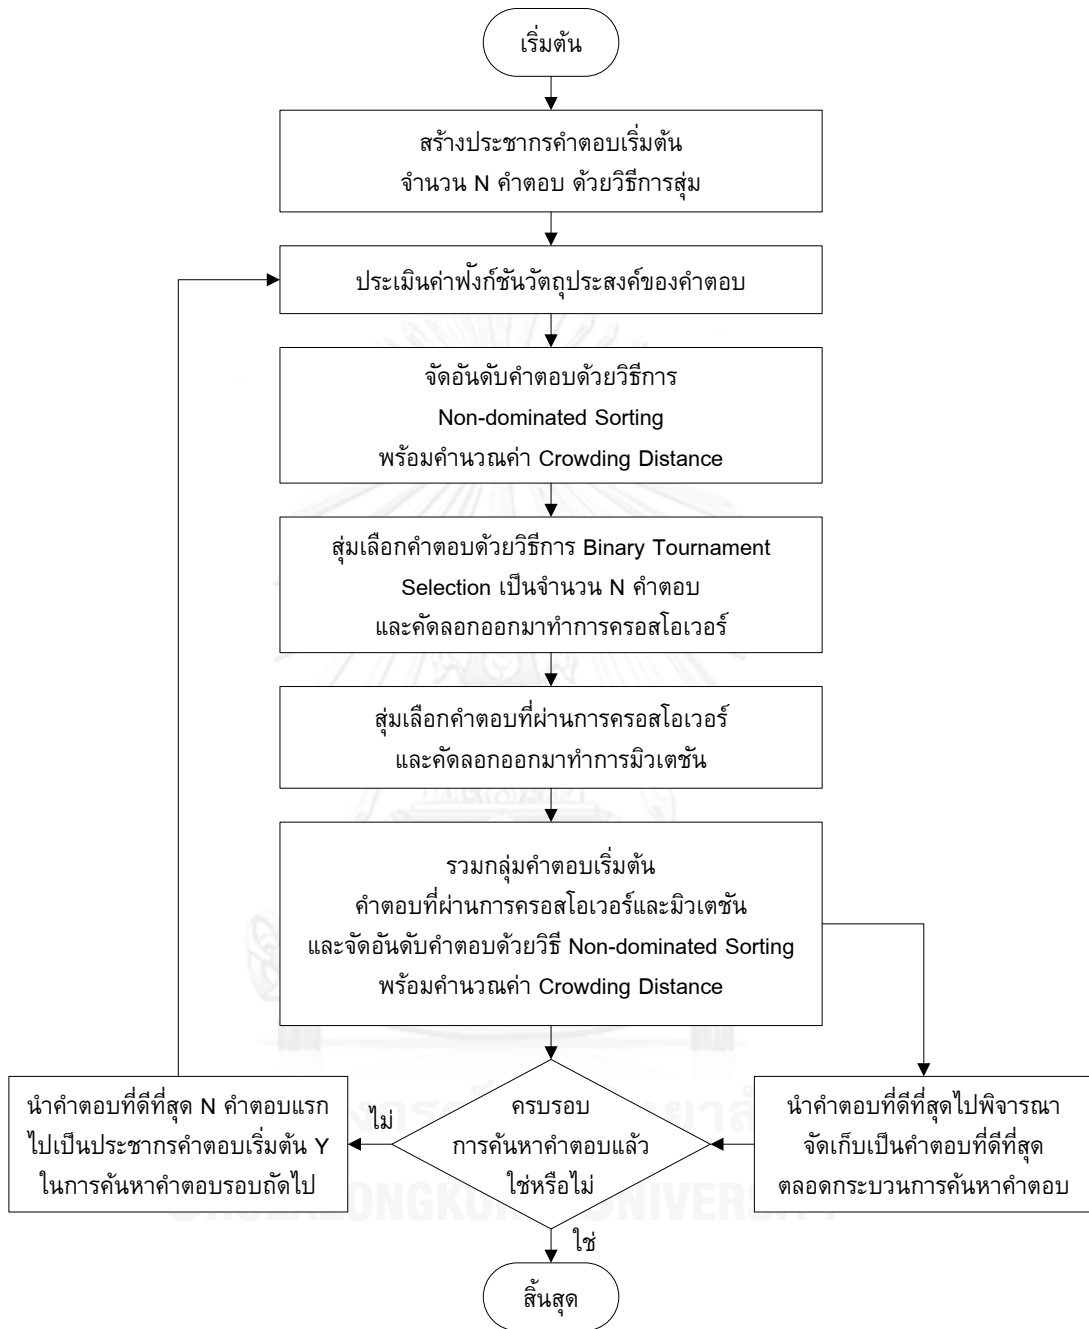 เริ่มต้น
สร้างประชากรคำตอบเริ่มต้น
จำนวน N คำตอบ ด้วยวิธีการสุ่ม
ประเมินค่าฟังก์ชันวัตถุประสงค์ของคำตอบ
จัดอันดับคำตอบด้วยวิธีการ
Non-dominated Sorting
พร้อมคำนวณค่า Crowding Distance
สุ่มเลือกคำตอบด้วยวิธีการ Binary Tournament
Selection เป็นจำนวน N คำตอบ
และคัดลอกออกมาทำการครอสโอเวอร์
สุ่มเลือกคำตอบที่ผ่านการครอสโอเวอร์
และคัดลอกออกมาทำการมิวเตชัน
รวมกลุ่มคำตอบเริ่มต้น
คำตอบที่ผ่านการครอสโอเวอร์และมิวเตชัน
และจัดอันดับคำตอบด้วยวิธี Non-dominated Sorting
พร้อมคำนวณค่า Crowding Distance
นำคำตอบที่ดีที่สุด N คำตอบแรก
ไปเป็นประชากรคำตอบเริ่มต้น Y
ในการค้นหาคำตอบรอบถัดไป
ไม่
ครบรอบ
การค้นหาคำตอบแล้ว
ใช่หรือไม่
นำคำตอบที่ดีที่สุดไปพิจารณา
จัดเก็บเป็นคำตอบที่ดีที่สุด
ตลอดกระบวนการค้นหาคำตอบ
ใช่
สิ้นสุด